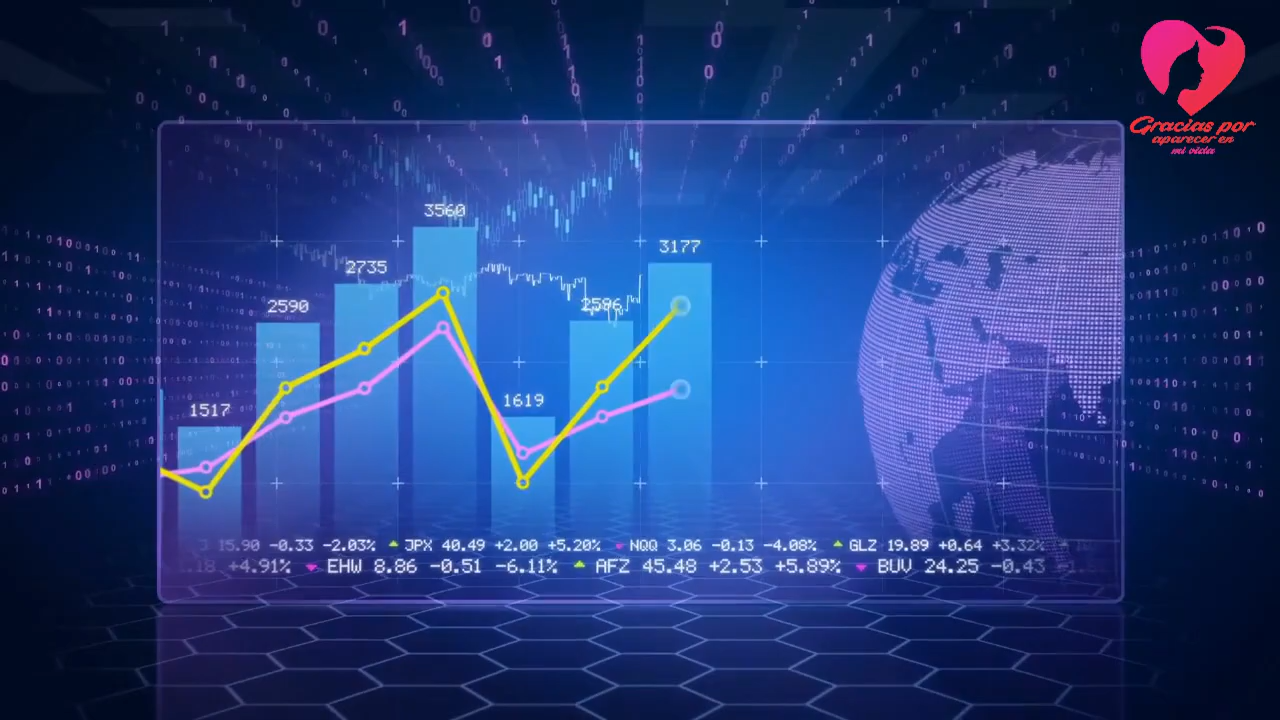 Gracias por
aparecer en
mi vida
3560
3177
2735
2590
2586
1619
1517
15.90 -0.33 -2.03% JPX 40.49 +2.00 +5.20% NQQ 3.06 -0.13 -4.08% GLZ 19.89 +0.64 +3.32%
+4.91% EHW 8.86 -0.51 -6.11% AFZ 45.48 +2.53 +5.89% BUV 24.25 -0.43